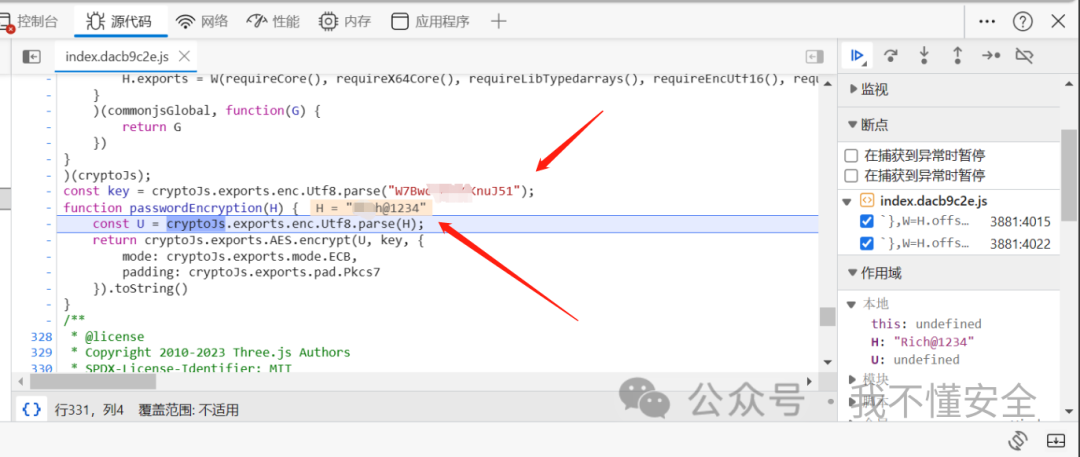 控制台
源代码
网络
性能
内存
应用程序
index.dacb9c2e.js
H.exports = W(requireCore(), requireX64Core(), requireLibTypedarrays(), requireEncUtf16(), requ
}
)(commonjsGlobal, function(G) {
return G
})
}
)(cryptoJs);
const key = cryptoJs.exports.enc.Utf8.parse("W7Bw KnuJ51");
function passwordEncryption(H) { H = " h@1234"
const U = cryptoJs.exports.enc.Utf8.parse(H);
return cryptoJs.exports.AES.encrypt(U, key, {
mode: cryptoJs.exports.mode.ECB,
padding: cryptoJs.exports.pad.Pkcs7
}).toString()
}
/**
328 * @license
329 * Copyright 2010-2023 Three.js Authors
330 * SPDX-License-Identifier: MIT
{} 行331，列4 覆盖范围: 不适用
监视
断点
在捕获到异常时暂停
在捕获到异常时暂停
index.dacb9c2e.js
`},W=H.offs… 3881:4015
`},W=H.offs… 3881:4022
作用域
本地
this: undefined
H: "Rich@1234"
U: undefined
模块
公众号 · 我不懂安全